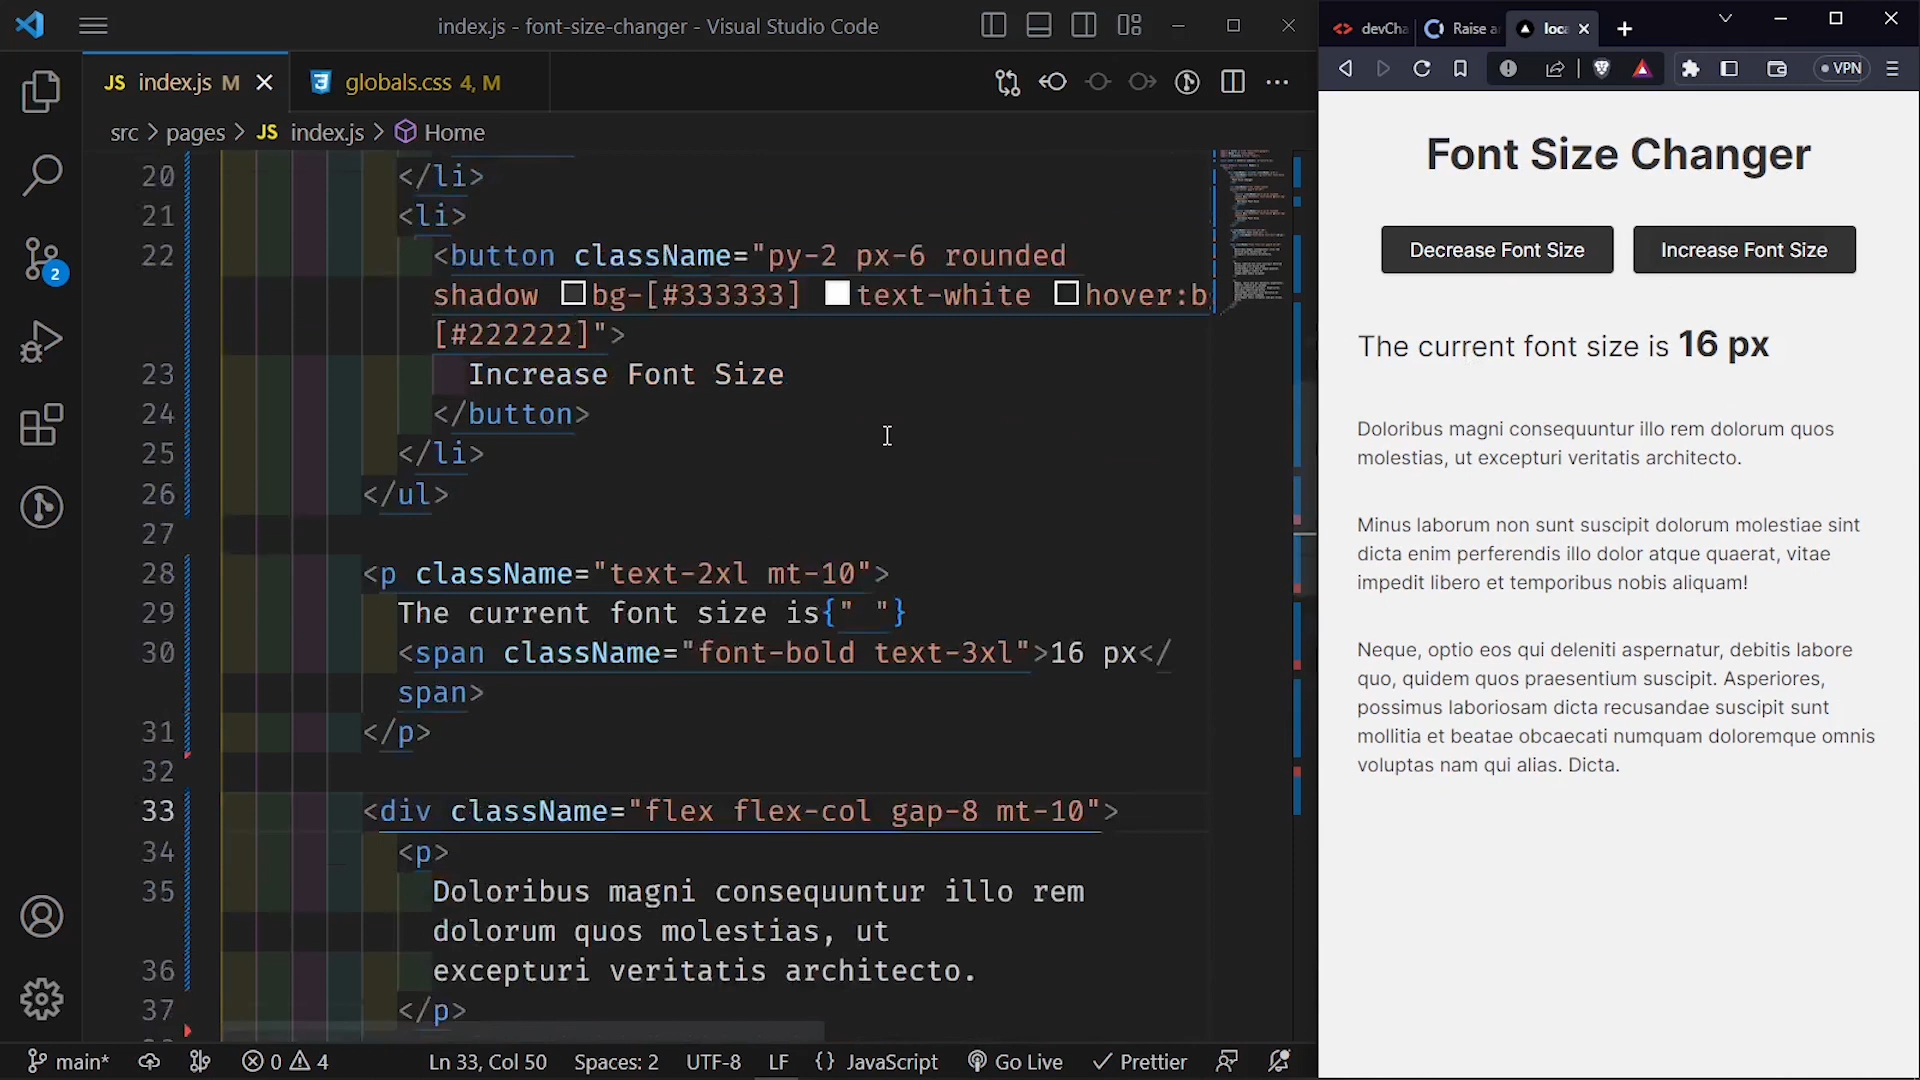 index.js - font-size-changer - Visual Studio Code
JS index.js M
globals.css 4, M
src > pages > JS index.js > Home
20 </li>
21 <li>
22 <button className="py-2 px-6 rounded
shadow bg-[#333333] text-white hover:b
[#222222]">
23 Increase Font Size
24 </button>
25 </li>
26 </ul>
27
28 <p className="text-2xl mt-10">
29 The current font size is{" "}
30 <span className="font-bold text-3xl">16 px</
span>
31 </p>
32
33 <div className="flex flex-col gap-8 mt-10">
34 <p>
35 Doloribus magni consequuntur illo rem
dolorum quos molestias, ut
36 excepturi veritatis architecto.
37 </p>
2
main*
0
4
Ln 33, Col 50
Spaces: 2
UTF-8
LF
{} JavaScript
Go Live
Prettier
devCha
Raise a
loca
VPN
Font Size Changer
Decrease Font Size
Increase Font Size
The current font size is 16 px
Doloribus magni consequuntur illo rem dolorum quos
molestias, ut excepturi veritatis architecto.
Minus laborum non sunt suscipit dolorum molestiae sint
dicta enim perferendis illo dolor atque quaerat, vitae
impedit libero et temporibus nobis aliquam!
Neque, optio eos qui deleniti aspernatur, debitis labore
quo, quidem quos praesentium suscipit. Asperiores,
possimus laboriosam dicta recusandae suscipit sunt
mollitia et beatae obcaecati numquam doloremque omnis
voluptas nam qui alias. Dicta.